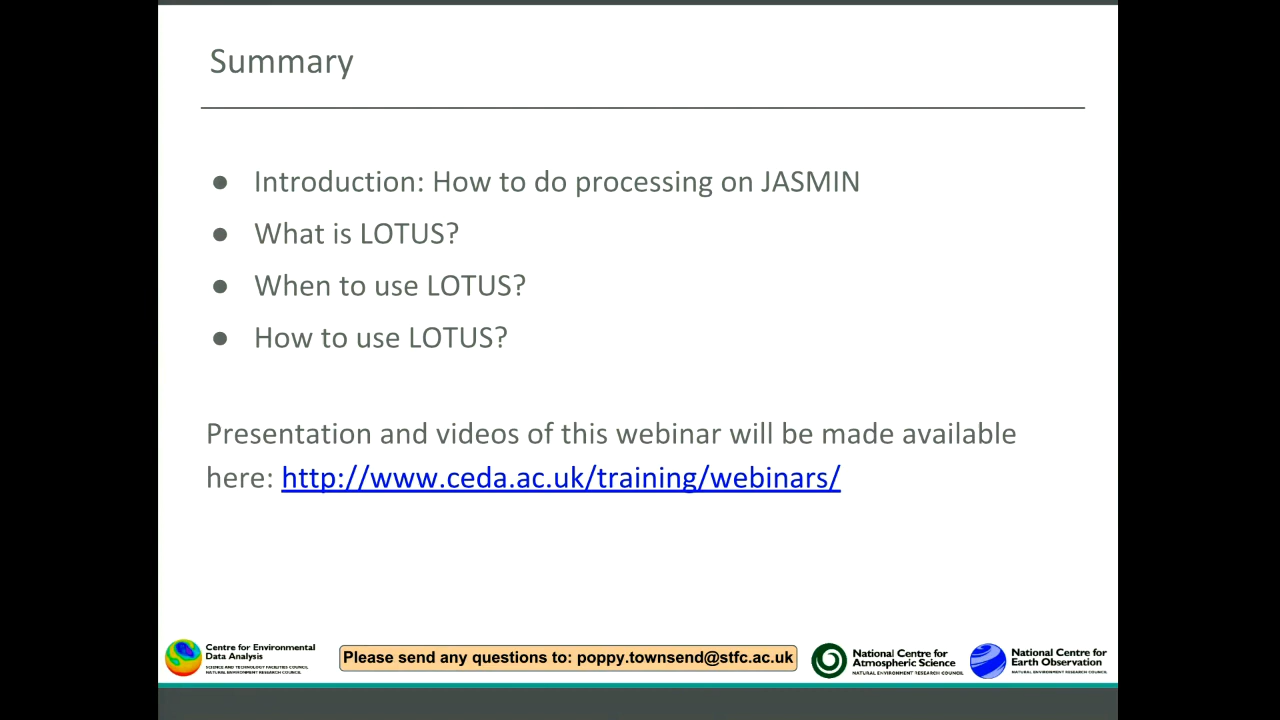 Summary
● Introduction: How to do processing on JASMIN
● What is LOTUS?
● When to use LOTUS?
● How to use LOTUS?
Presentation and videos of this webinar will be made available
here: http://www.ceda.ac.uk/training/webinars/
Centre for Environmental
Data Analysis
SCIENCE AND TECHNOLOGY FACILITIES COUNCIL
NATURAL ENVIRONMENT RESEARCH COUNCIL
Please send any questions to: poppy.townsend@stfc.ac.uk
National Centre for
Atmospheric Science
NATURAL ENVIRONMENT RESEARCH COUNCIL
National Centre for
Earth Observation
NATURAL ENVIRONMENT RESEARCH COUNCIL